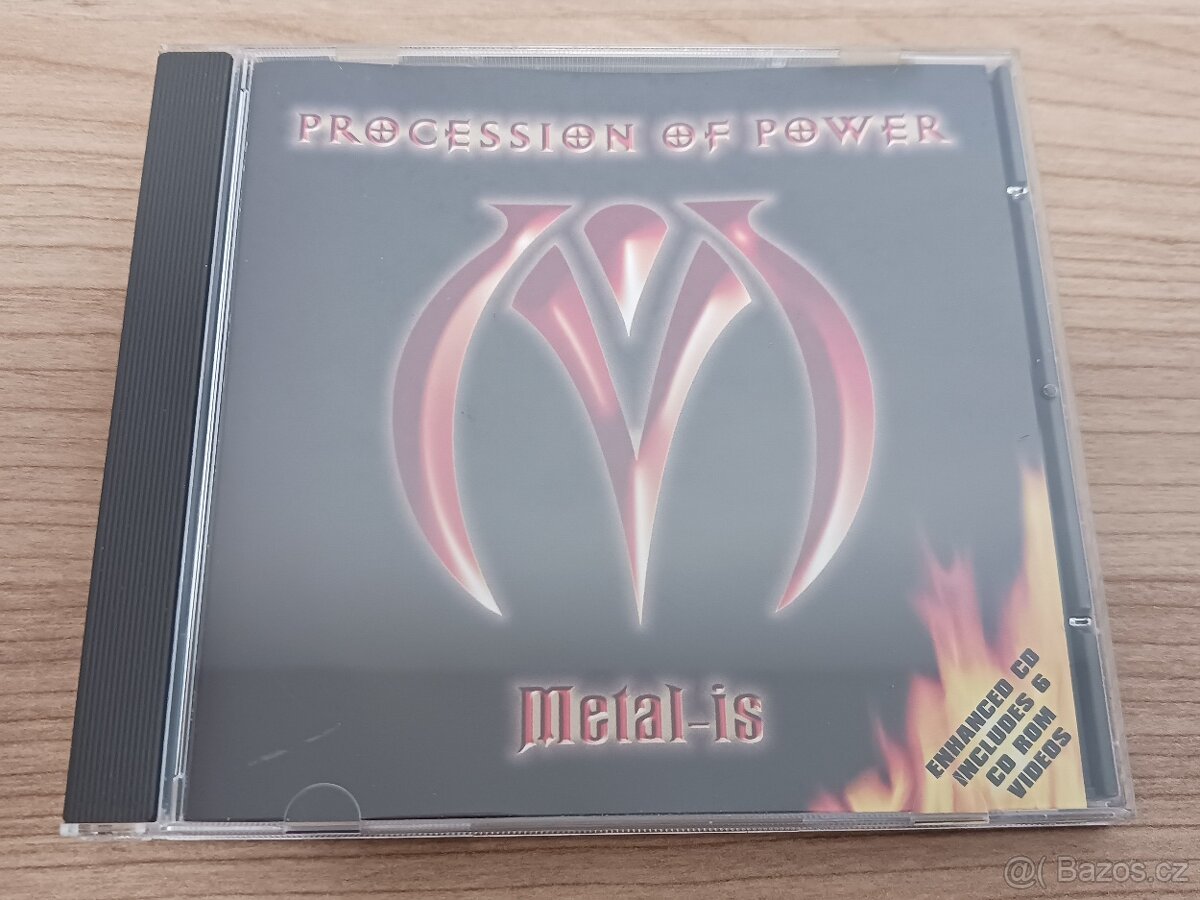 PROCESSION OF POWER
Metal-is
ENHANCED CD
INCLUDES 6
CD ROM
VIDEOS
@( Bazos.cz